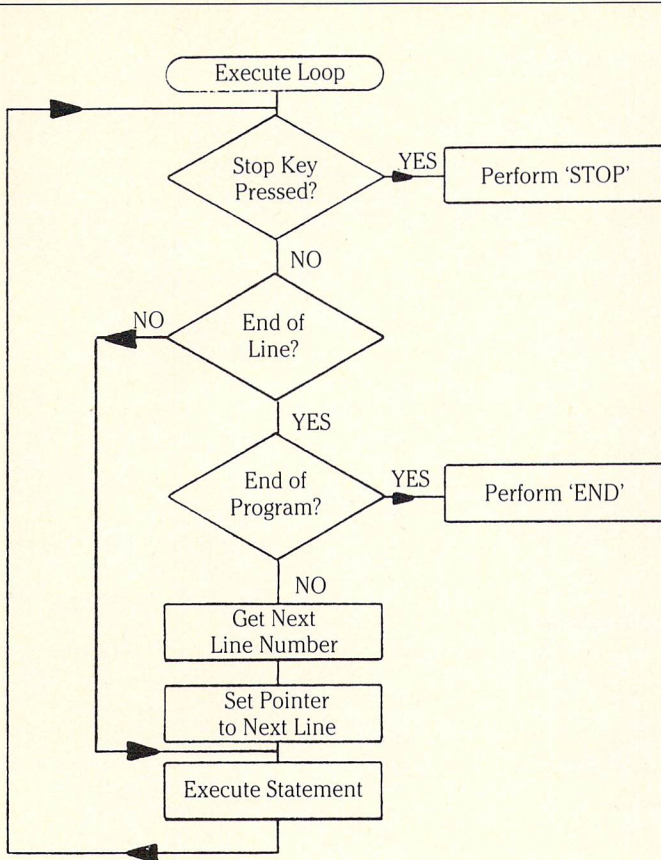 Execute Loop
Stop Key
Pressed?
YES
Perform 'STOP'
NO
End of
Line?
NO
YES
End of
Program?
YES
Perform 'END'
NO
Get Next
Line Number
Set Pointer
to Next Line
Execute Statement